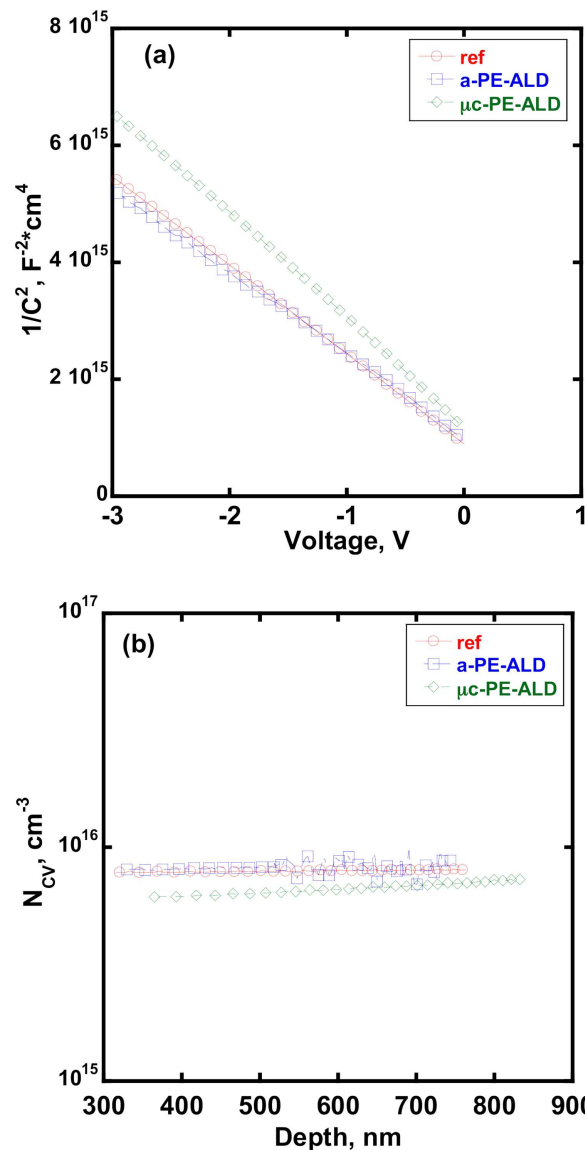 8 10¹⁵
(a)
ref
a-PE-ALD
μc-PE-ALD
6 10¹⁵
4 10¹⁵
2 10¹⁵
0
1/C², F⁻²*cm⁴
-3 -2 -1 0 1
Voltage, V
10¹⁷
(b)
ref
a-PE-ALD
μc-PE-ALD
10¹⁶
10¹⁵
N_CV, cm⁻³
300 400 500 600 700 800 900
Depth, nm